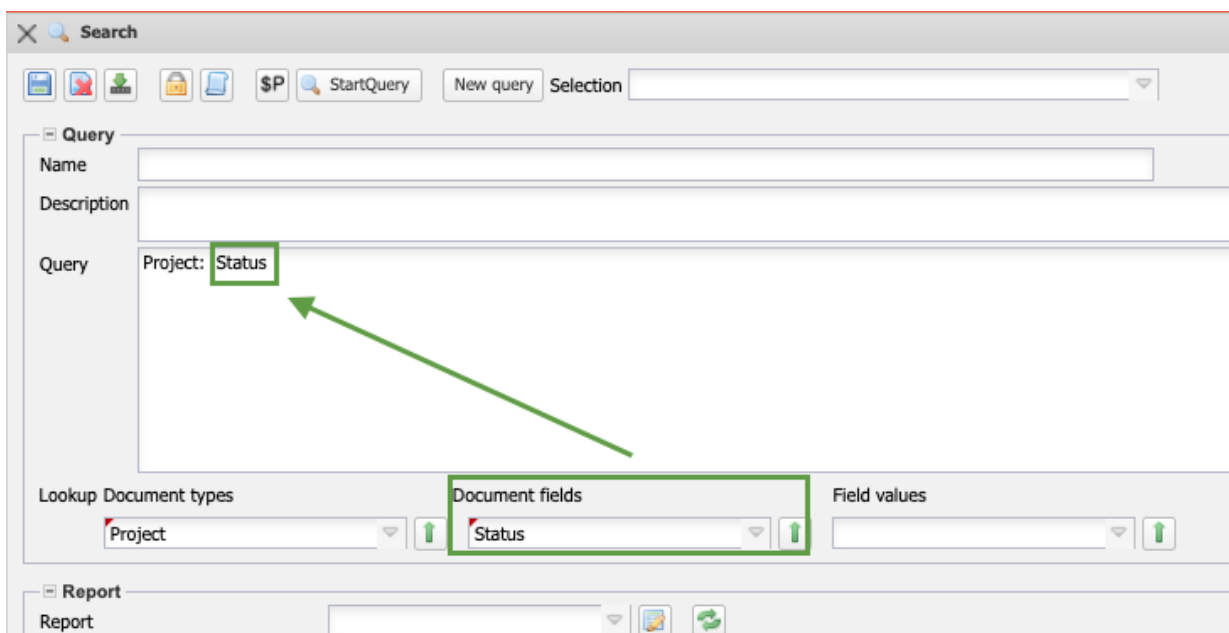 Search
$P StartQuery New query Selection
Query
Name
Description
Query Project: Status
Lookup Document types Document fields Field values
Project Status
Report
Report